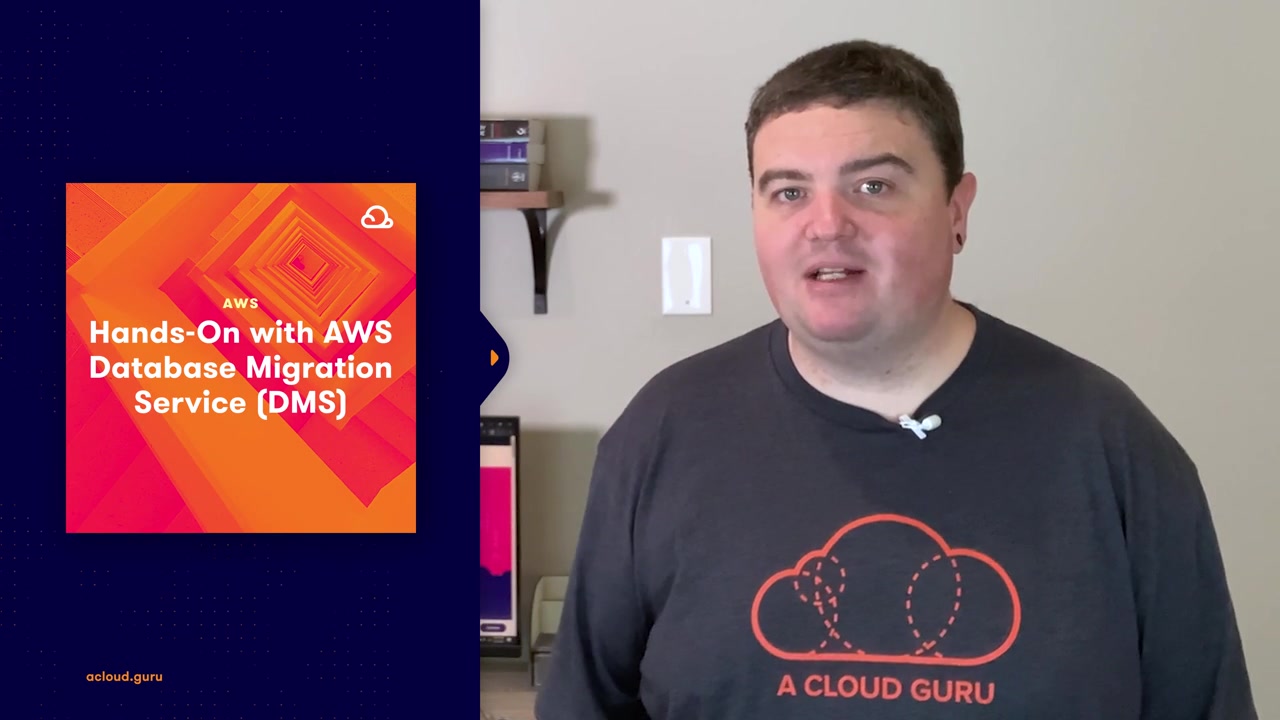 AWS
Hands-On with AWS
Database Migration
Service (DMS)
acloud.guru
A CLOUD GURU